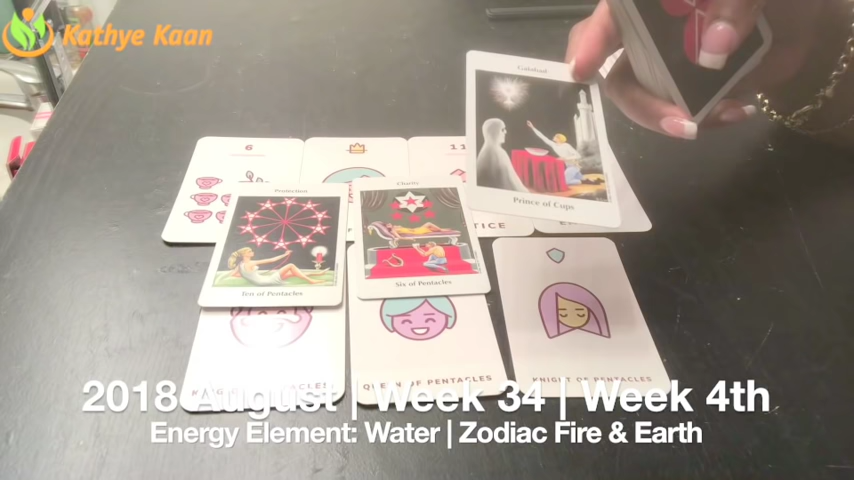 Kathye Kaan
6
11
Galahad
Prince of Cups
Protection
Charity
Ten of Pentacles
Six of Pentacles
QUEEN OF PENTACLES
KNIGHT OF PENTACLES
2018 August | Week 34 | Week 4th
Energy Element: Water | Zodiac Fire & Earth